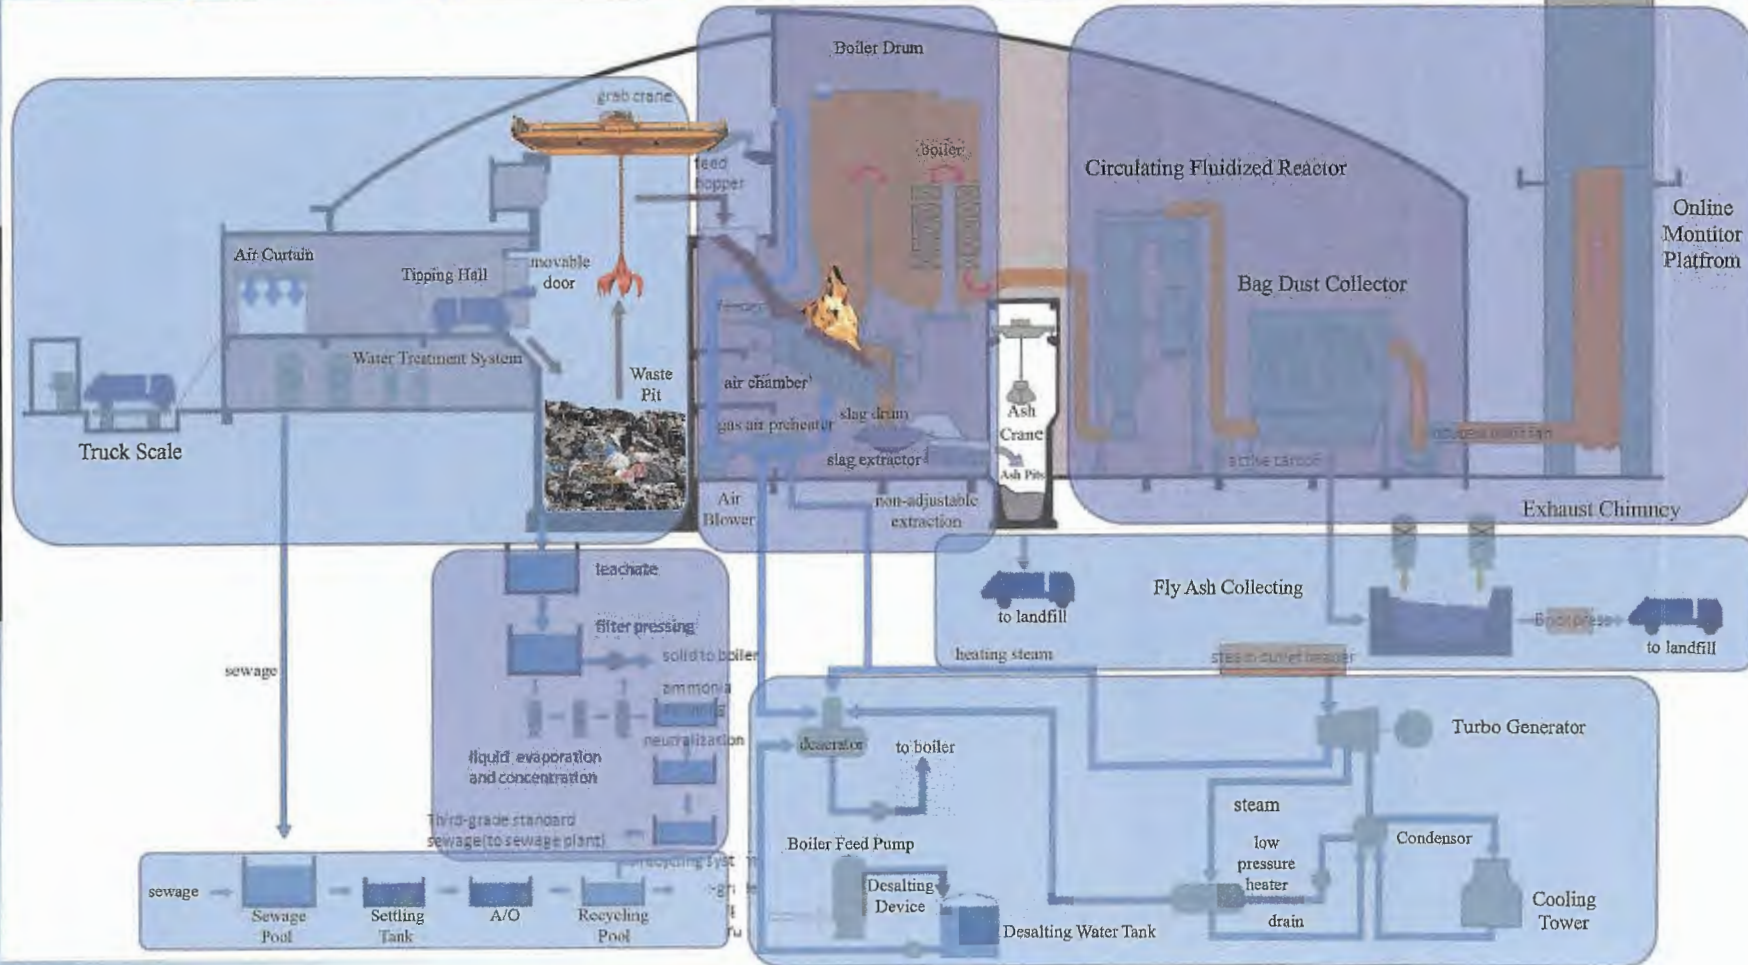 Boiler Drum
grab crane
boiler
feed
hopper
Circulating Fluidized Reactor
Online
Montitor
Platfrom
Air Curtain
Tipping Hall
movable
door
Bag Dust Collector
feeder
Water Treatment System
Waste
Pit
air chamber
slag drum
gas air preheater
Ash
Crane
Truck Scale
slag extractor
Ash Pits
active carbon
Air
Blower
non-adjustable
extraction
Exhaust Chimney
leachate
Fly Ash Collecting
to landfill
Brick press
to landfill
filter pressing
solid to boiler
heating steam
steam outlet header
sewage
ammonia
neutralization
liquid evaporation
and concentration
deaerator
to boiler
Turbo Generator
steam
Third-grade standard
sewage(to sewage plant)
Boiler Feed Pump
low
pressure
heater
Condensor
drain
Desalting
Device
Desalting Water Tank
Cooling
Tower
sewage
Sewage
Pool
Settling
Tank
A/O
Recycling
Pool